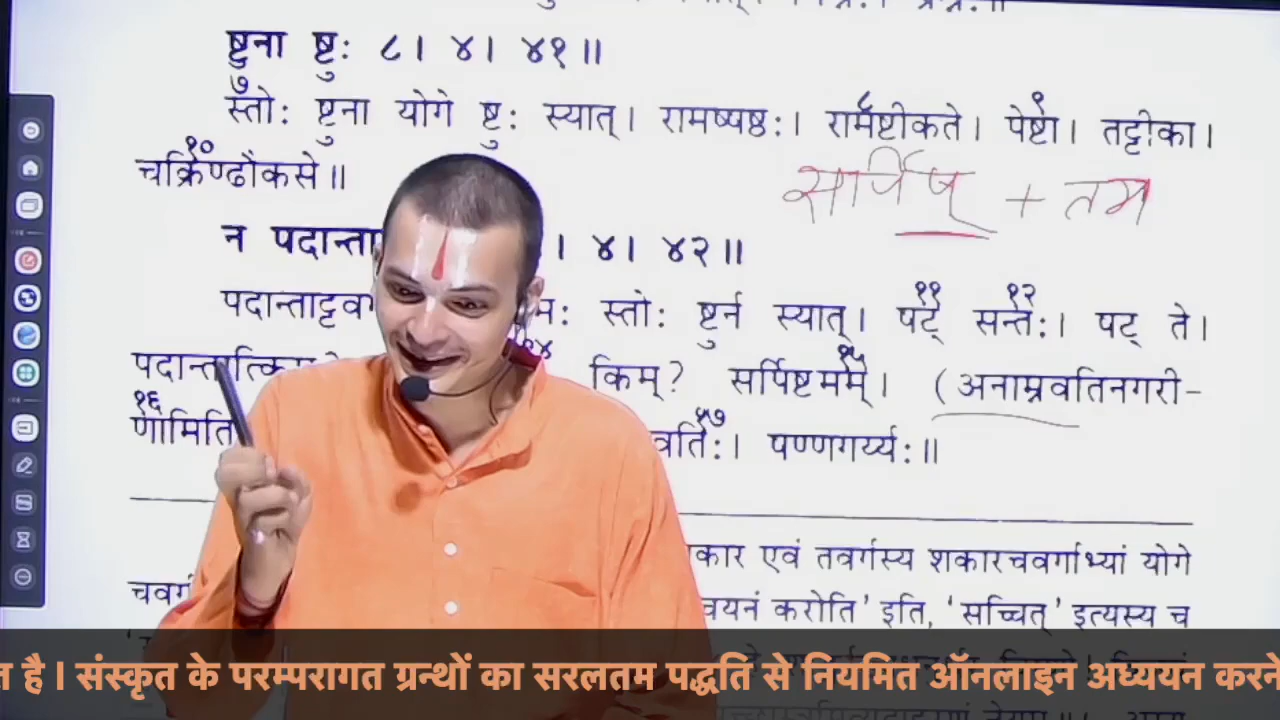 ष्टुना ष्टुः ८। ४। ४१॥
स्तोः ष्टुना योगे ष्टुः स्यात्। रामष्षष्ठः। रामष्टीकते। पेष्टा। तट्टीका।
चक्रिण्ढौकसे॥
सर्पिष् + तम
न पदान्ता । ४। ४२॥
पदान्ताट्टव मः स्तोः ष्टुर्न स्यात्। षट् सन्तः। षट् ते।
पदान्तात्किम्? किम्? सर्पिष्टमम्। (अनाम्नवतिनगरी-
णामिति वतिः। षण्णगर्य्यः॥
कार एवं तवर्गस्य शकारचवर्गाभ्यां योगे
चवर्ग वयनं करोति' इति, 'सच्चित्' इत्यस्य च
त है। संस्कृत के परम्परागत ग्रन्थों का सरलतम पद्धति से नियमित ऑनलाइन अध्ययन करने